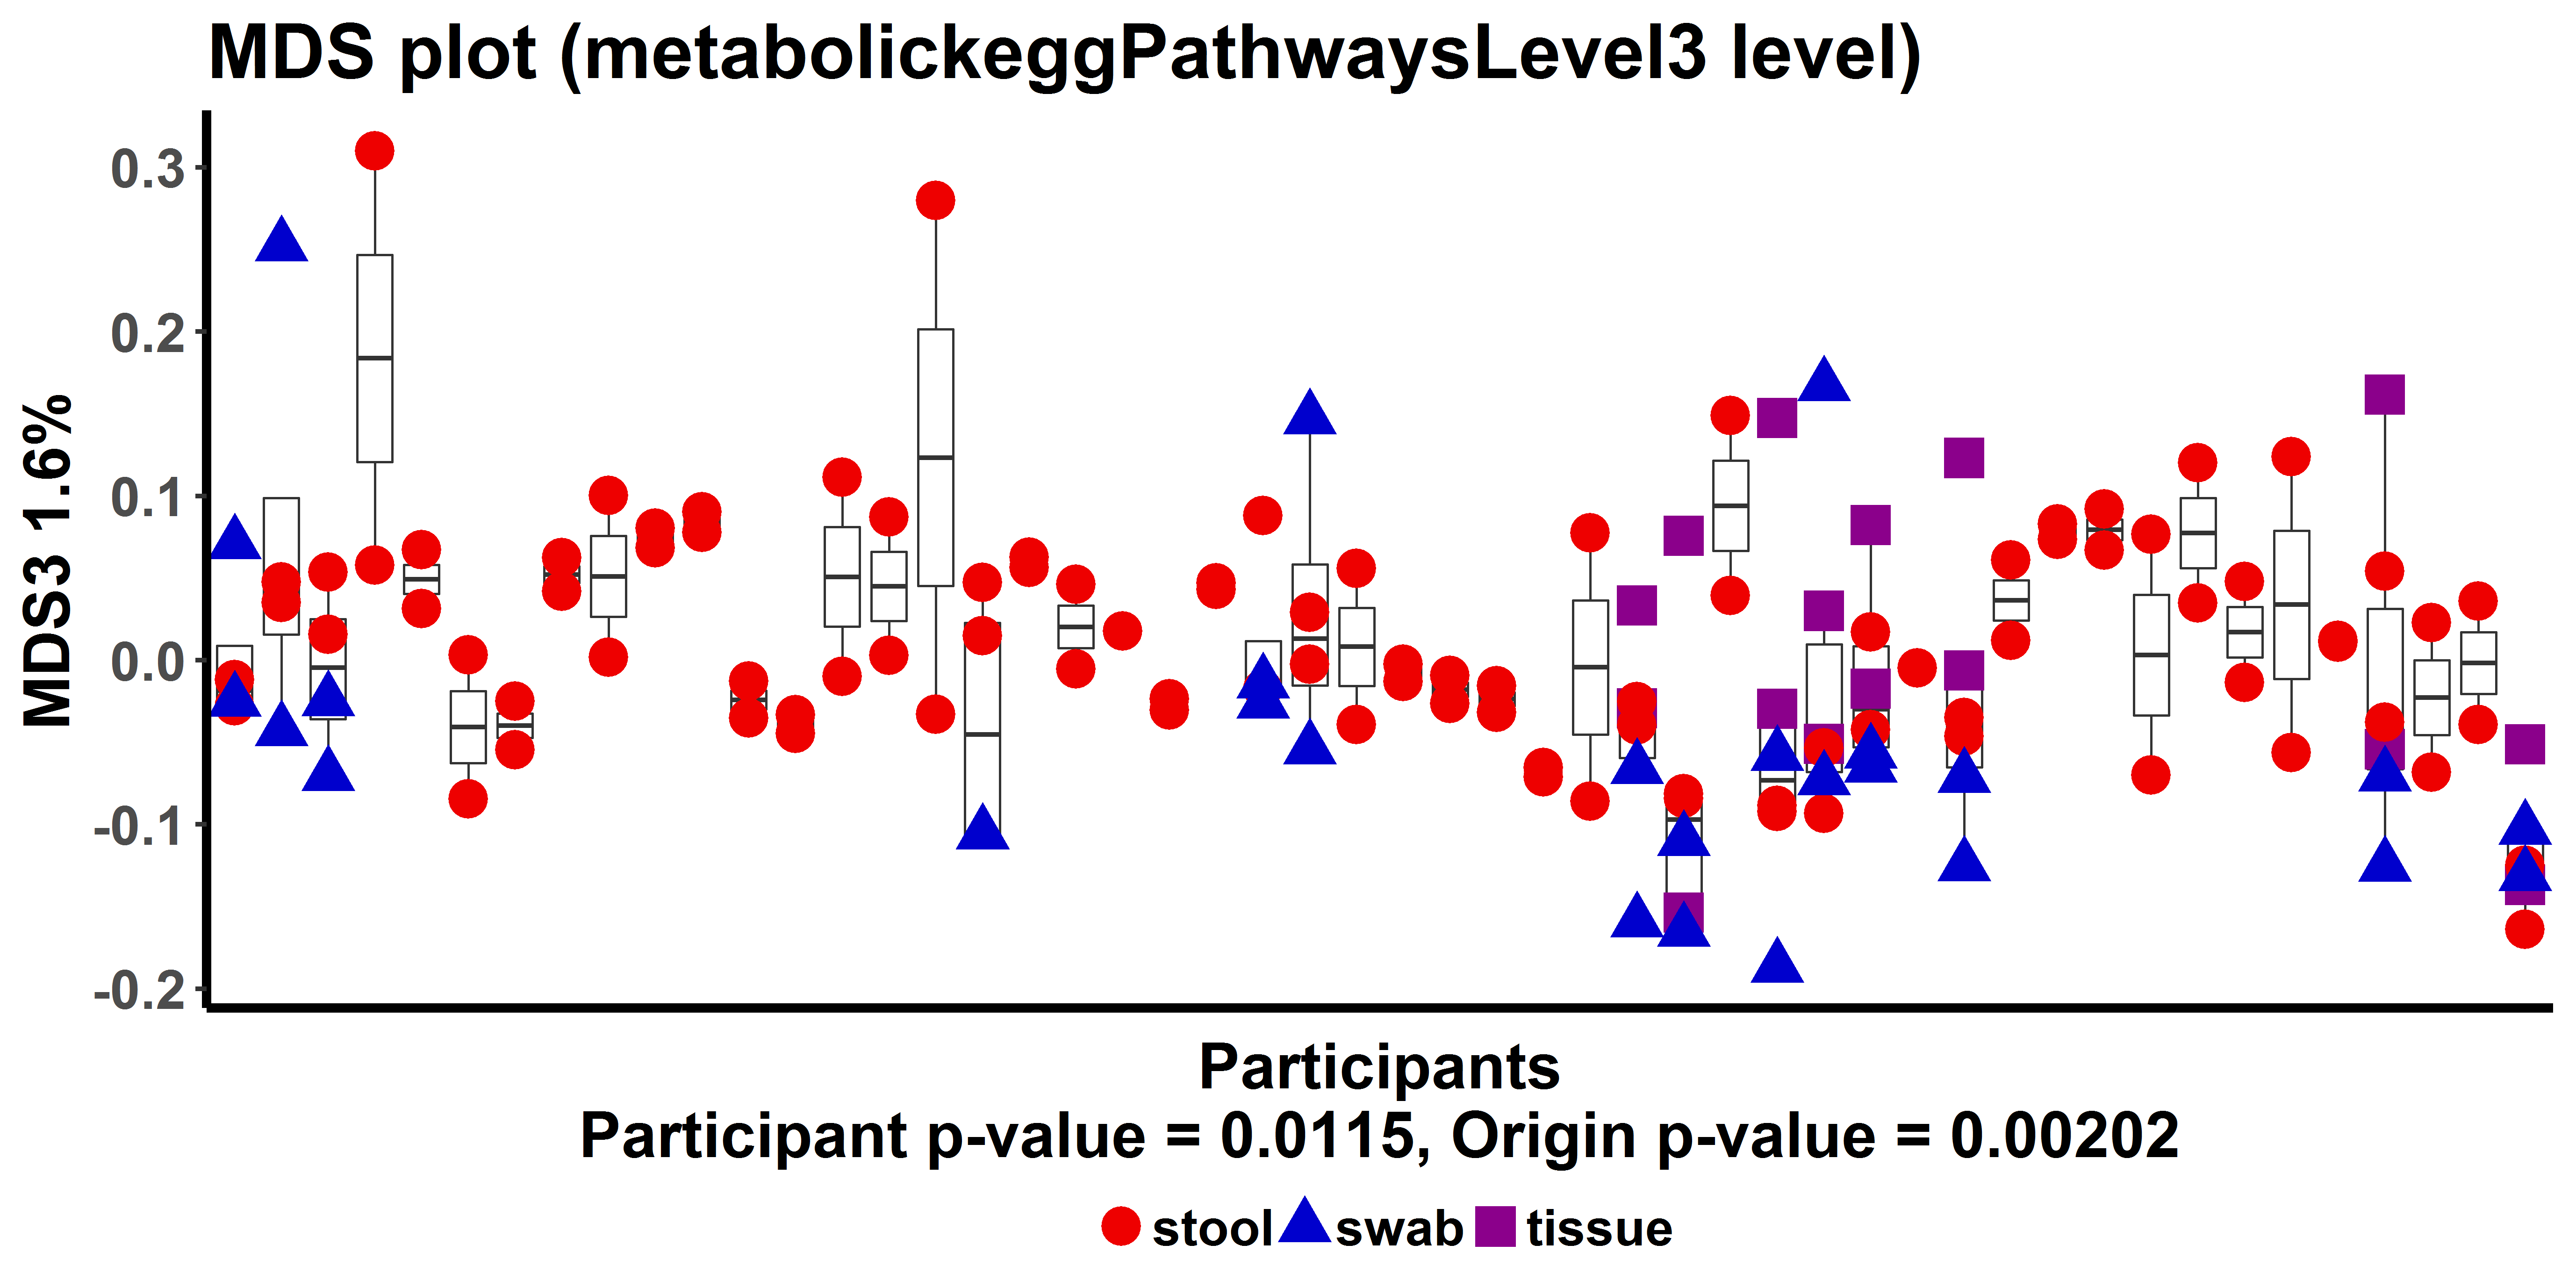 MDS plot (metabolickeggPathwaysLevel3 level)
MDS3 1.6%
0.3
0.2
0.1
0.0
-0.1
-0.2
Participants
Participant p-value = 0.0115, Origin p-value = 0.00202
stool swab tissue